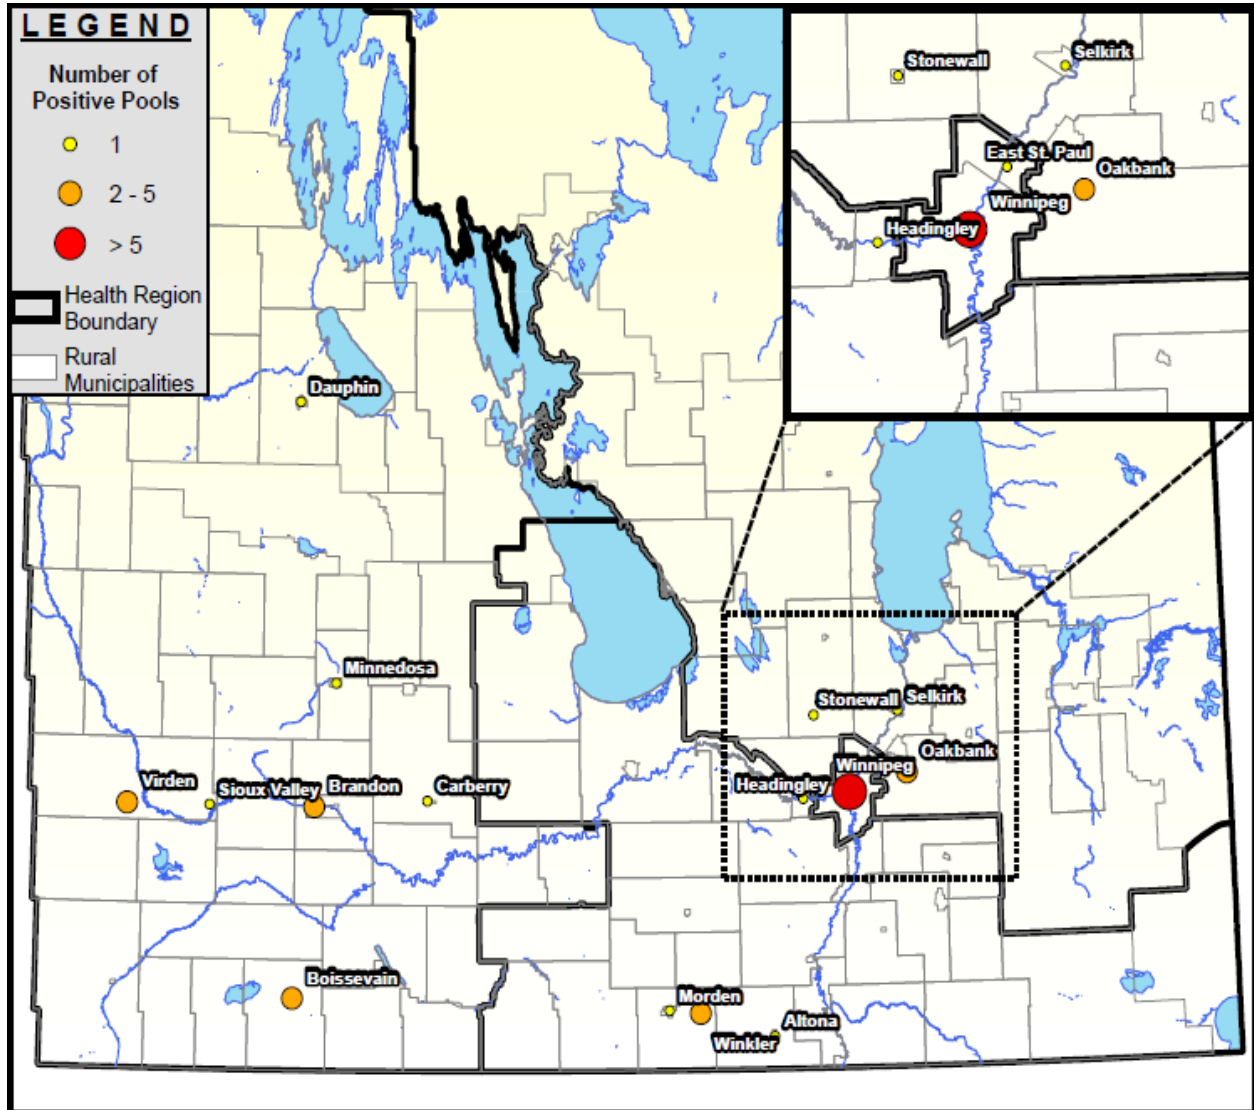 LEGEND
Number of
Positive Pools
1
2 - 5
> 5
Health Region
Boundary
Rural
Municipalities
Stonewall
Selkirk
East St. Paul
Oakbank
Winnipeg
Headingley
Dauphin
Minnedosa
Stonewall
Selkirk
Oakbank
Winnipeg
Headingley
Virden
Sioux Valley
Brandon
Carberry
Boissevain
Morden
Altona
Winkler